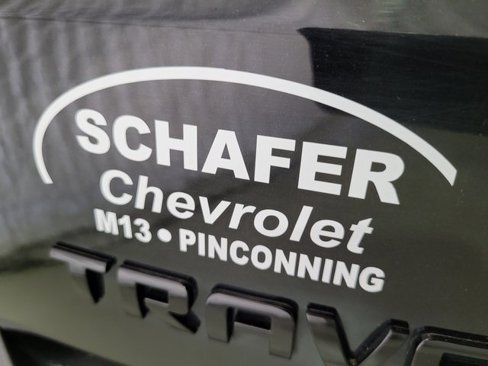 SCHAFER
Chevrolet
M13 • PINCONNING